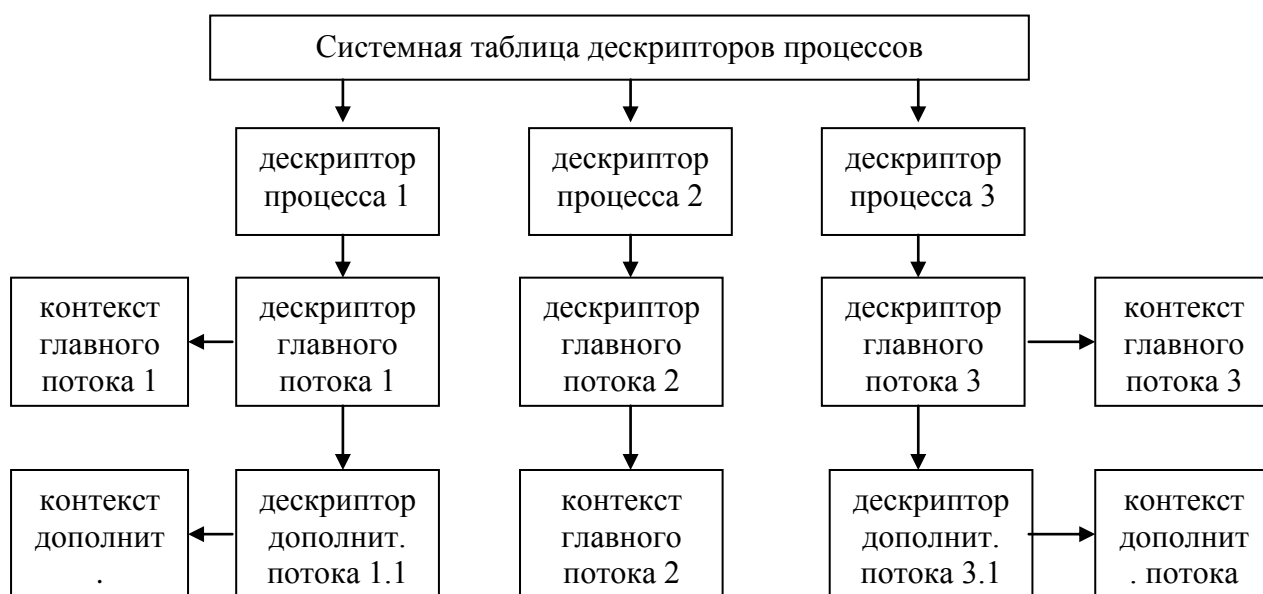 Системная таблица дескрипторов процессов
дескриптор
процесса 1
дескриптор
процесса 2
дескриптор
процесса 3
контекст
главного
потока 1
дескриптор
главного
потока 1
дескриптор
главного
потока 2
дескриптор
главного
потока 3
контекст
главного
потока 3
контекст
дополнит
.
дескриптор
дополнит.
потока 1.1
контекст
главного
потока 2
дескриптор
дополнит.
потока 3.1
контекст
дополнит
. потока